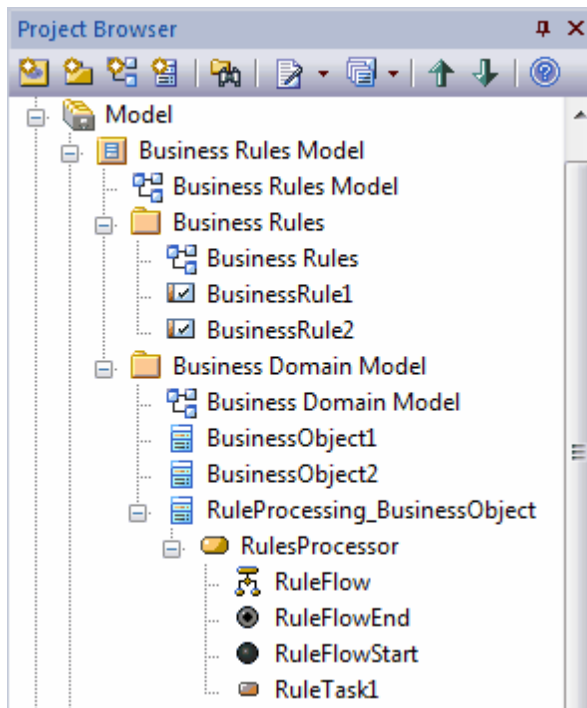 Project Browser
Model
Business Rules Model
Business Rules Model
Business Rules
Business Rules
BusinessRule1
BusinessRule2
Business Domain Model
Business Domain Model
BusinessObject1
BusinessObject2
RuleProcessing_BusinessObject
RulesProcessor
RuleFlow
RuleFlowEnd
RuleFlowStart
RuleTask1